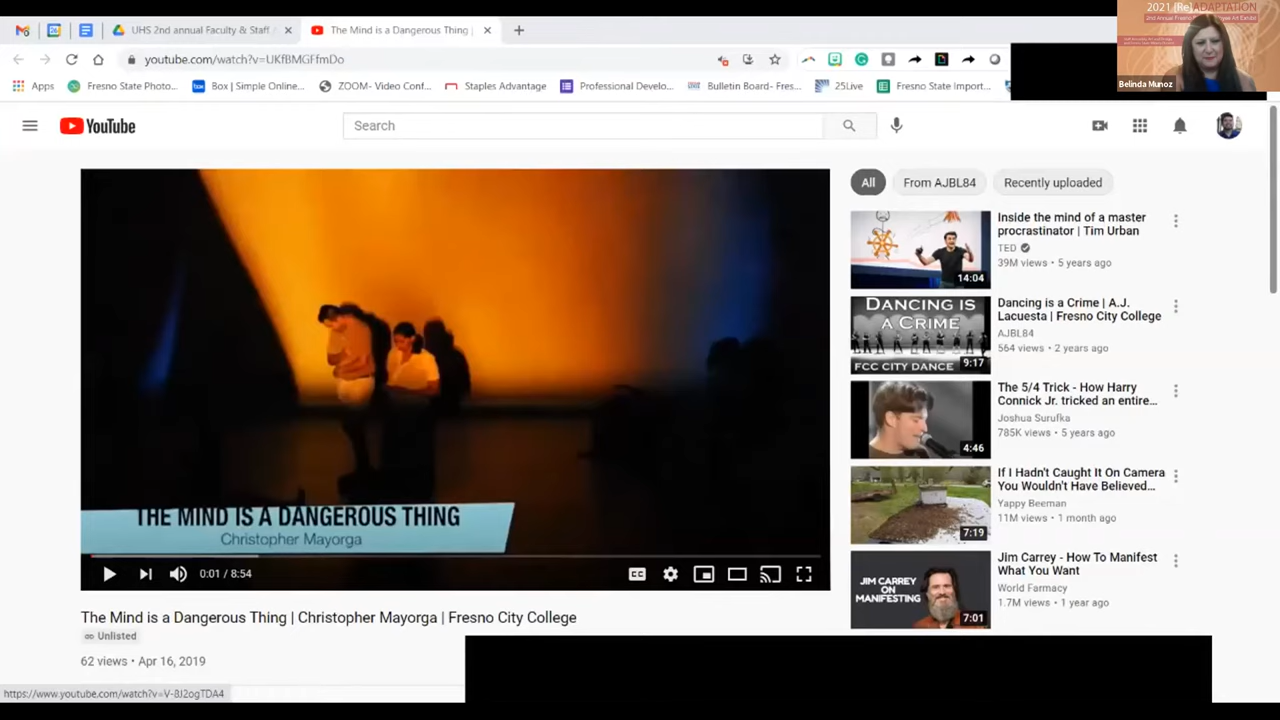 UHS 2nd annual Faculty & Staff
The Mind is a Dangerous Thing |
youtube.com/watch?v=UKfBMGFfmDo
Apps
Fresno State Photo...
Box | Simple Online...
ZOOM- Video Conf...
Staples Advantage
Professional Develo...
Bulletin Board- Fres...
25Live
Fresno State Import...
2021 (Re)ADAPTATION
Belinda Munoz
YouTube
Search
THE MIND IS A DANGEROUS THING
Christopher Mayorga
0:01 / 8:54
CC
The Mind is a Dangerous Thing | Christopher Mayorga | Fresno City College
Unlisted
62 views • Apr 16, 2019
https://www.youtube.com/watch?v=V-8J2ogTDA4
All
From AJBL84
Recently uploaded
14:04
Inside the mind of a master
procrastinator | Tim Urban
TED
39M views • 5 years ago
DANCING IS
A CRIME
FCC CITY DANCE
9:17
Dancing is a Crime | A.J.
Lacuesta | Fresno City College
AJBL84
564 views • 2 years ago
4:46
The 5/4 Trick - How Harry
Connick Jr. tricked an entire...
Joshua Surufka
785K views • 5 years ago
7:19
If I Hadn't Caught It On Camera
You Wouldn't Have Believed...
Yappy Beeman
11M views • 1 month ago
JIM CARREY
ON
MANIFESTING
7:01
Jim Carrey - How To Manifest
What You Want
World Farmacy
1.7M views • 1 year ago